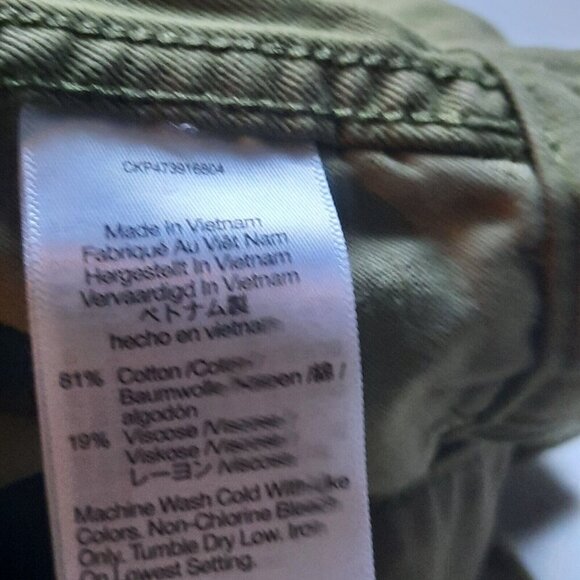 CKP473916804
Made In Vietnam
Fabriqué Au Viêt Nam
Hergestellt In Vietnam
Vervaardigd In Vietnam
ベトナム製
hecho en vietnam
81% Cotton /Coton
Baumwolle /Katoen /綿 /
algodón
19% Viscose /Viscose
Viskose /Viscose
レーヨン /viscosa
Machine Wash Cold With Like
Colors, Non-Chlorine Bleach
Only, Tumble Dry Low, Iron
On Lowest Setting.